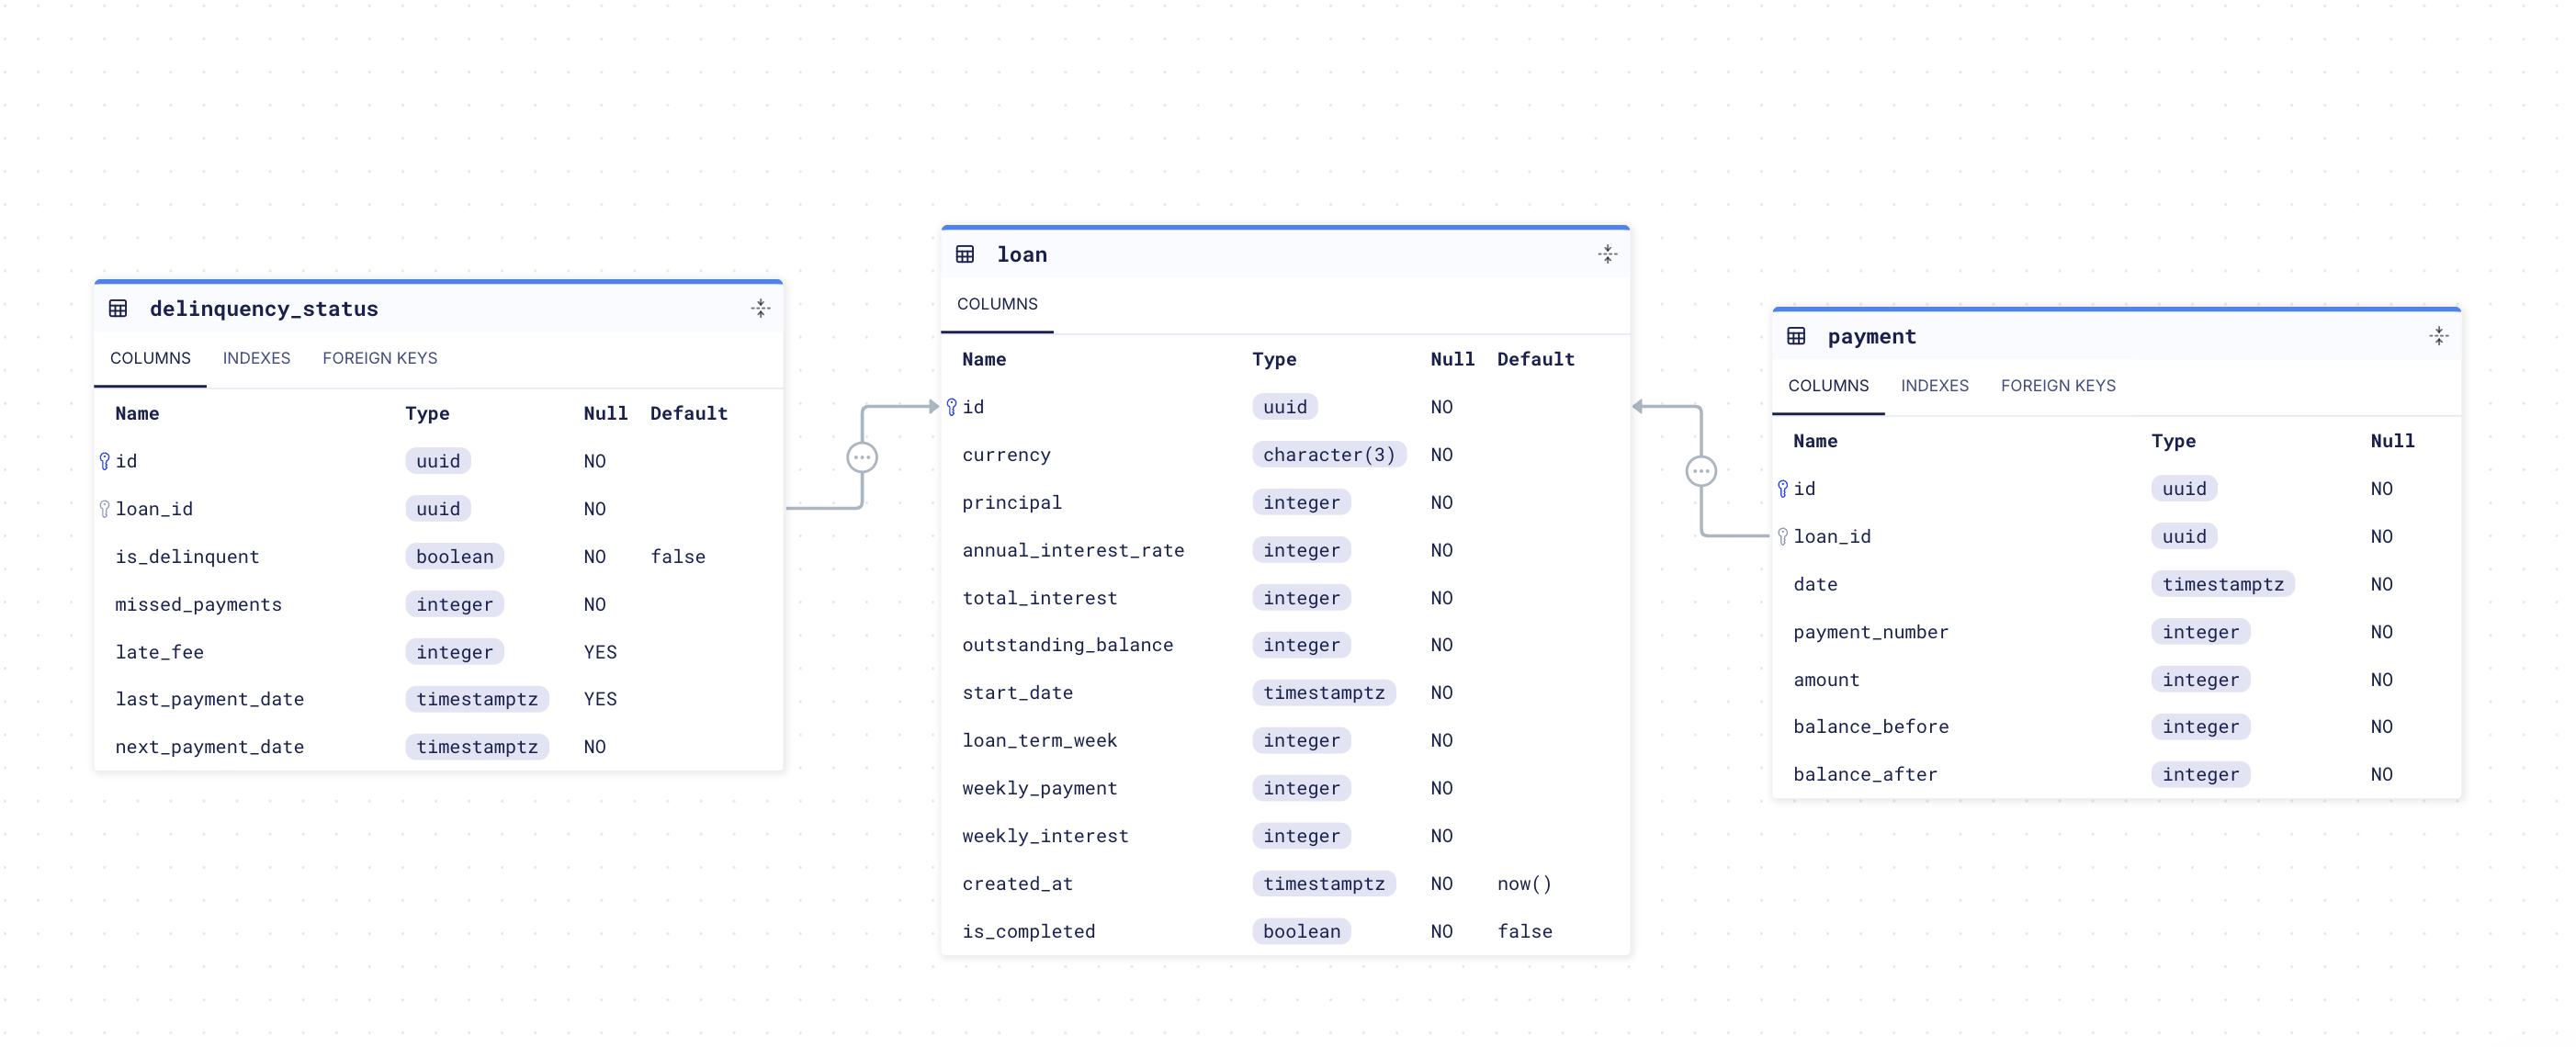 delinquency_status
COLUMNS INDEXES FOREIGN KEYS
Name Type Null Default
id uuid NO
loan_id uuid NO
is_delinquent boolean NO false
missed_payments integer NO
late_fee integer YES
last_payment_date timestamptz YES
next_payment_date timestamptz NO
loan
COLUMNS
Name Type Null Default
id uuid NO
currency character(3) NO
principal integer NO
annual_interest_rate integer NO
total_interest integer NO
outstanding_balance integer NO
start_date timestamptz NO
loan_term_week integer NO
weekly_payment integer NO
weekly_interest integer NO
created_at timestamptz NO now()
is_completed boolean NO false
payment
COLUMNS INDEXES FOREIGN KEYS
Name Type Null
id uuid NO
loan_id uuid NO
date timestamptz NO
payment_number integer NO
amount integer NO
balance_before integer NO
balance_after integer NO